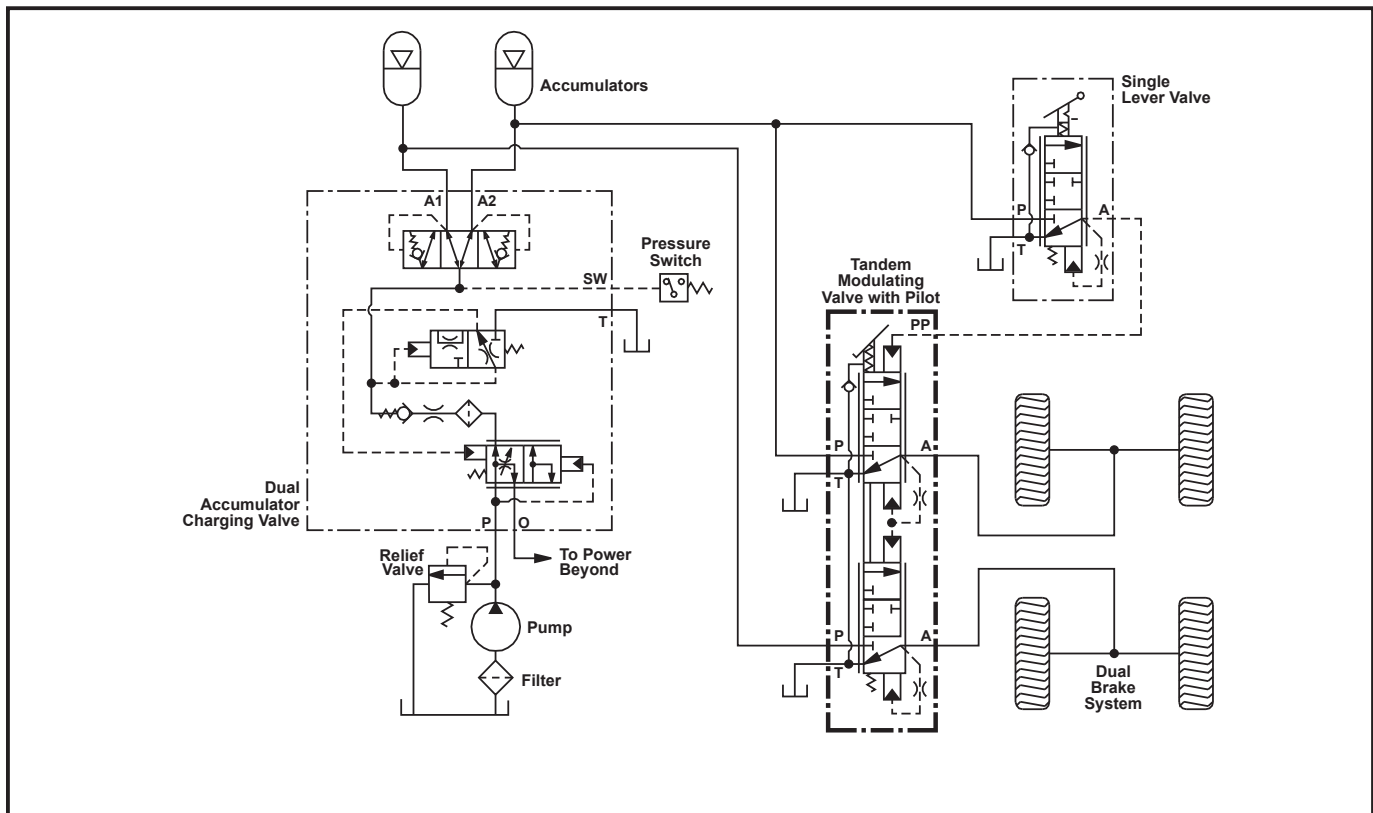 Accumulators
Single
Lever Valve
A1
A2
P
A
T
Pressure
Switch
SW
Tandem
Modulating
Valve with Pilot
T
PP
P
A
T
Dual
Accumulator
Charging Valve
P
O
To Power
Beyond
Relief
Valve
Pump
P
A
T
Filter
Dual
Brake
System